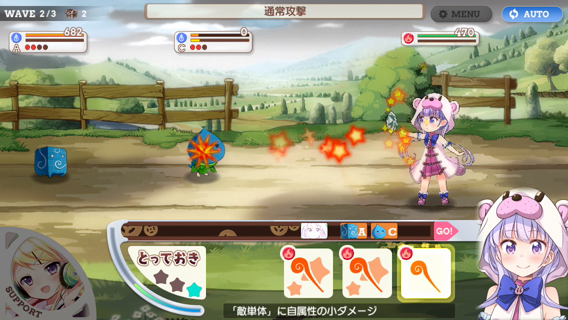 WAVE 2/3 2
通常攻撃
MENU
AUTO
682
A
0
C
470
A C GO!
とっておき
SUPPORT
「敵単体」に自属性の小ダメージ